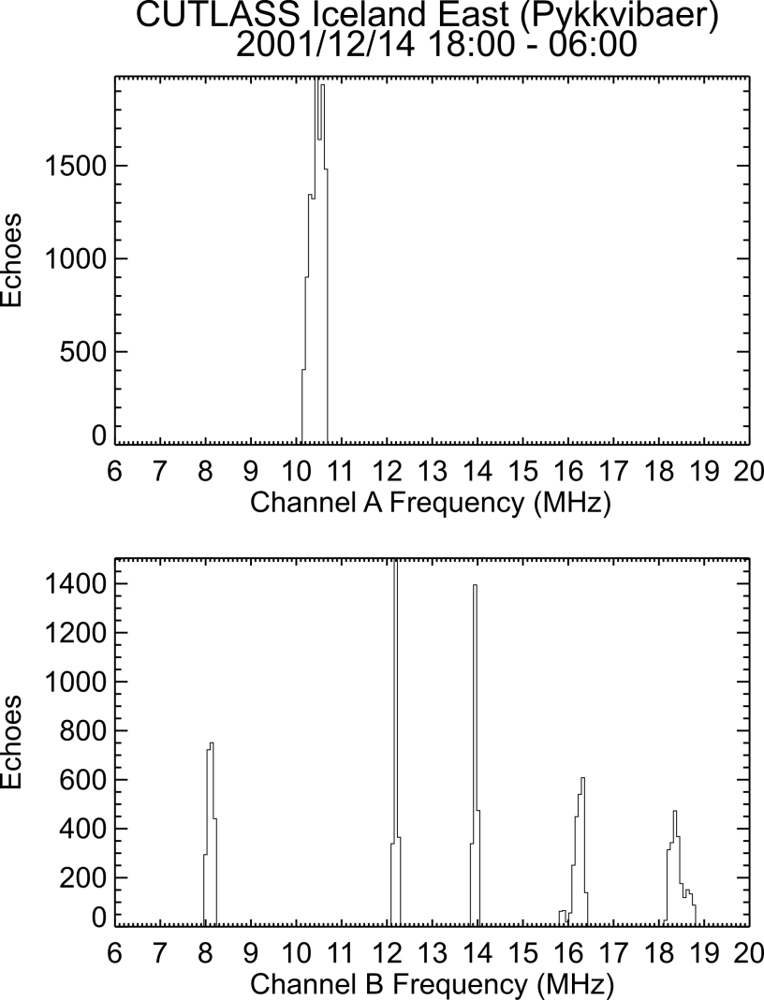 CUTLASS Iceland East (Pykkvibaer)
2001/12/14 18:00 - 06:00
Echoes
1500
1000
500
0
6 7 8 9 10 11 12 13 14 15 16 17 18 19 20
Channel A Frequency (MHz)
Echoes
1400
1200
1000
800
600
400
200
0
6 7 8 9 10 11 12 13 14 15 16 17 18 19 20
Channel B Frequency (MHz)